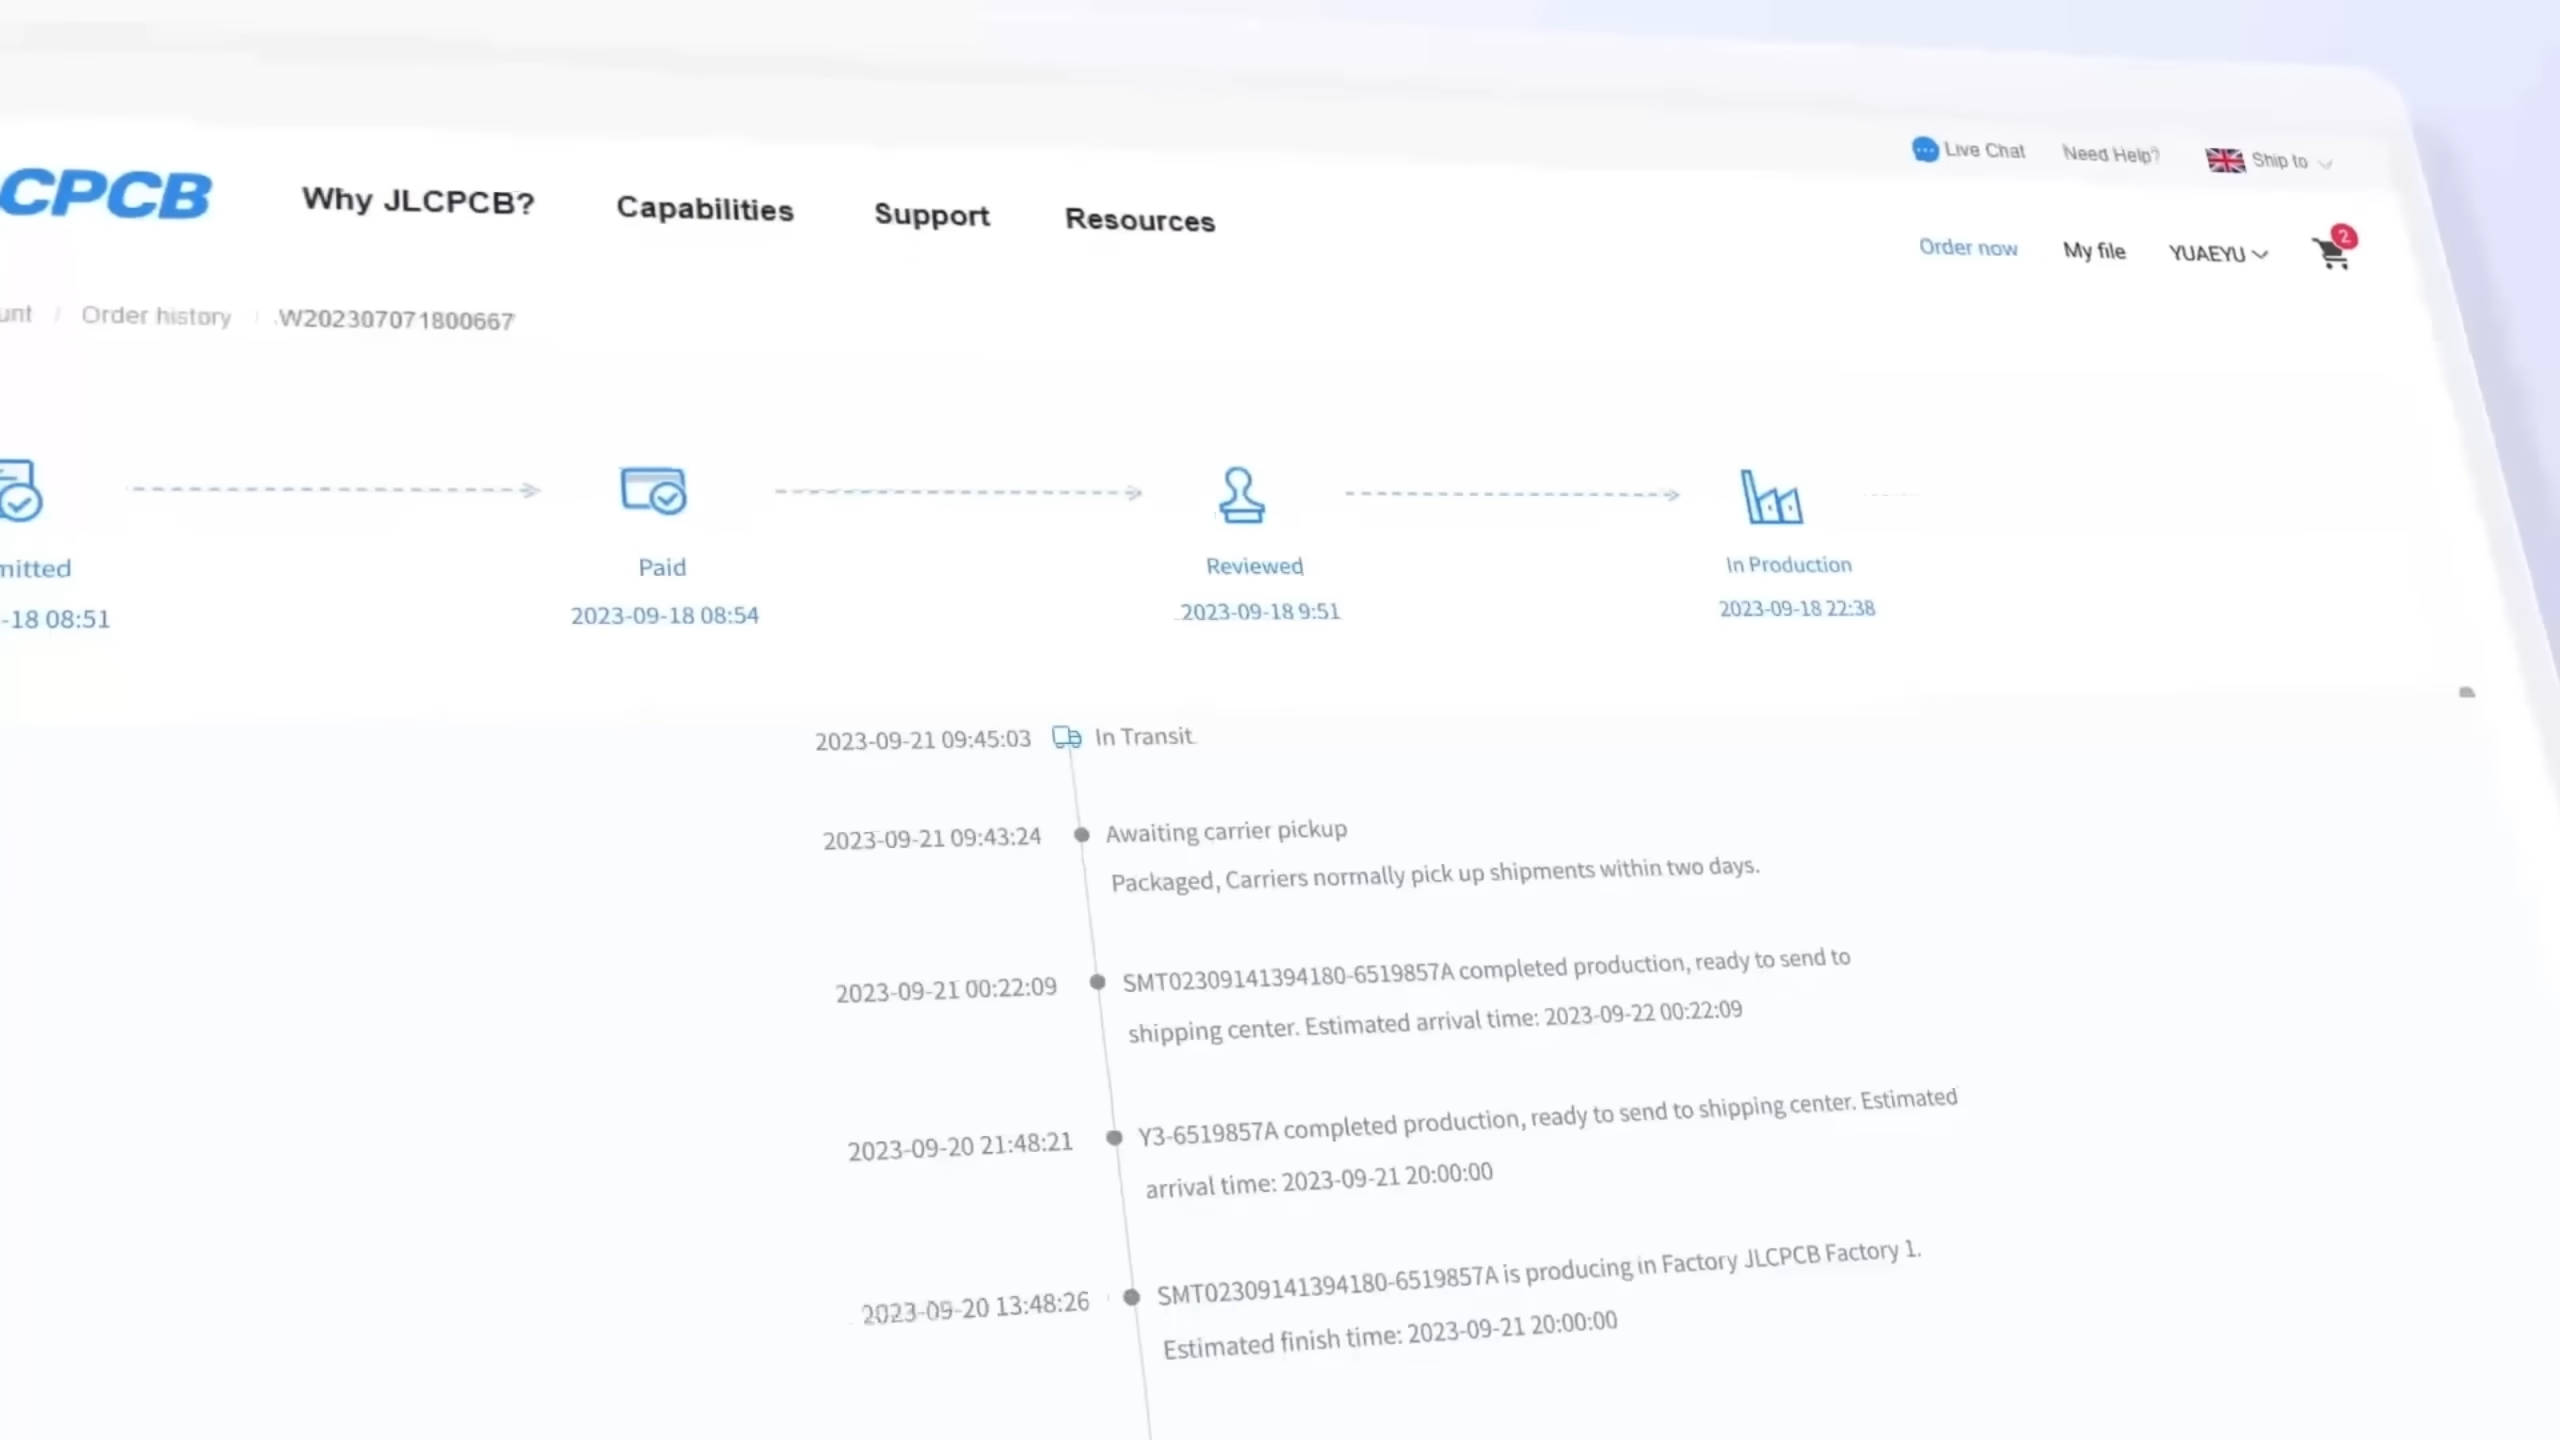 Live Chat Need Help? Ship to
CPCB Why JLCPCB? Capabilities Support Resources
Order now My file YUAEYU 2
unt / Order history W202307071800667
mitted Paid Reviewed In Production
-18 08:51 2023-09-18 08:54 2023-09-18 9:51 2023-09-18 22:38
2023-09-21 09:45:03 In Transit
2023-09-21 09:43:24 Awaiting carrier pickup
Packaged, Carriers normally pick up shipments within two days.
2023-09-21 00:22:09 SMT02309141394180-6519857A completed production, ready to send to
shipping center. Estimated arrival time: 2023-09-22 00:22:09
2023-09-20 21:48:21 Y3-6519857A completed production, ready to send to shipping center. Estimated
arrival time: 2023-09-21 20:00:00
2023-09-20 13:48:26 SMT02309141394180-6519857A is producing in Factory JLCPCB Factory 1.
Estimated finish time: 2023-09-21 20:00:00